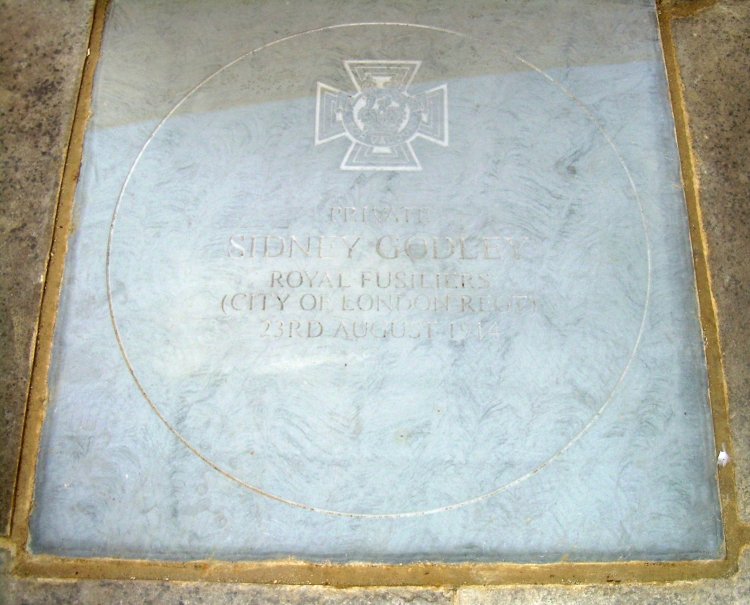 PRIVATE
SIDNEY GODLEY
ROYAL FUSILIERS
(CITY OF LONDON REGT)
23RD AUGUST 1914